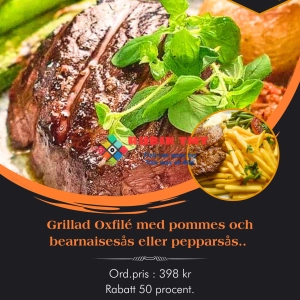 Grillad Oxfilé med pommes och
bearnaisesås eller pepparsås..
Ord.pris : 398 kr
Rabatt 50 procent.